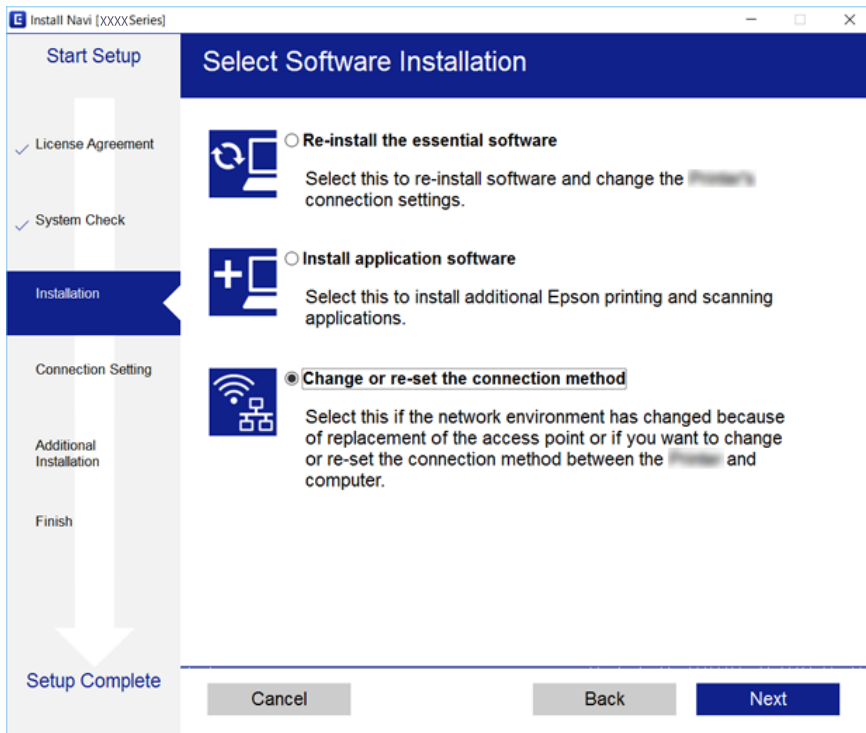 Install Navi [XXXXSeries]
Start Setup
License Agreement
System Check
Installation
Connection Setting
Additional
Installation
Finish
Setup Complete
Select Software Installation
Re-install the essential software
Select this to re-install software and change the
connection settings.
Install application software
Select this to install additional Epson printing and scanning
applications.
Change or re-set the connection method
Select this if the network environment has changed because
of replacement of the access point or if you want to change
or re-set the connection method between the and
computer.
Cancel
Back
Next